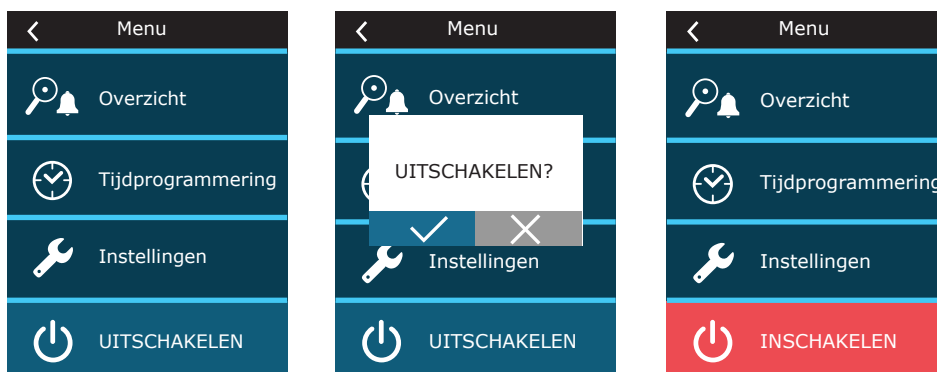 Menu
Overzicht
Tijdprogrammering
Instellingen
UITSCHAKELEN
Menu
Overzicht
UITSCHAKELEN?
Instellingen
UITSCHAKELEN
Menu
Overzicht
Tijdprogrammering
Instellingen
INSCHAKELEN